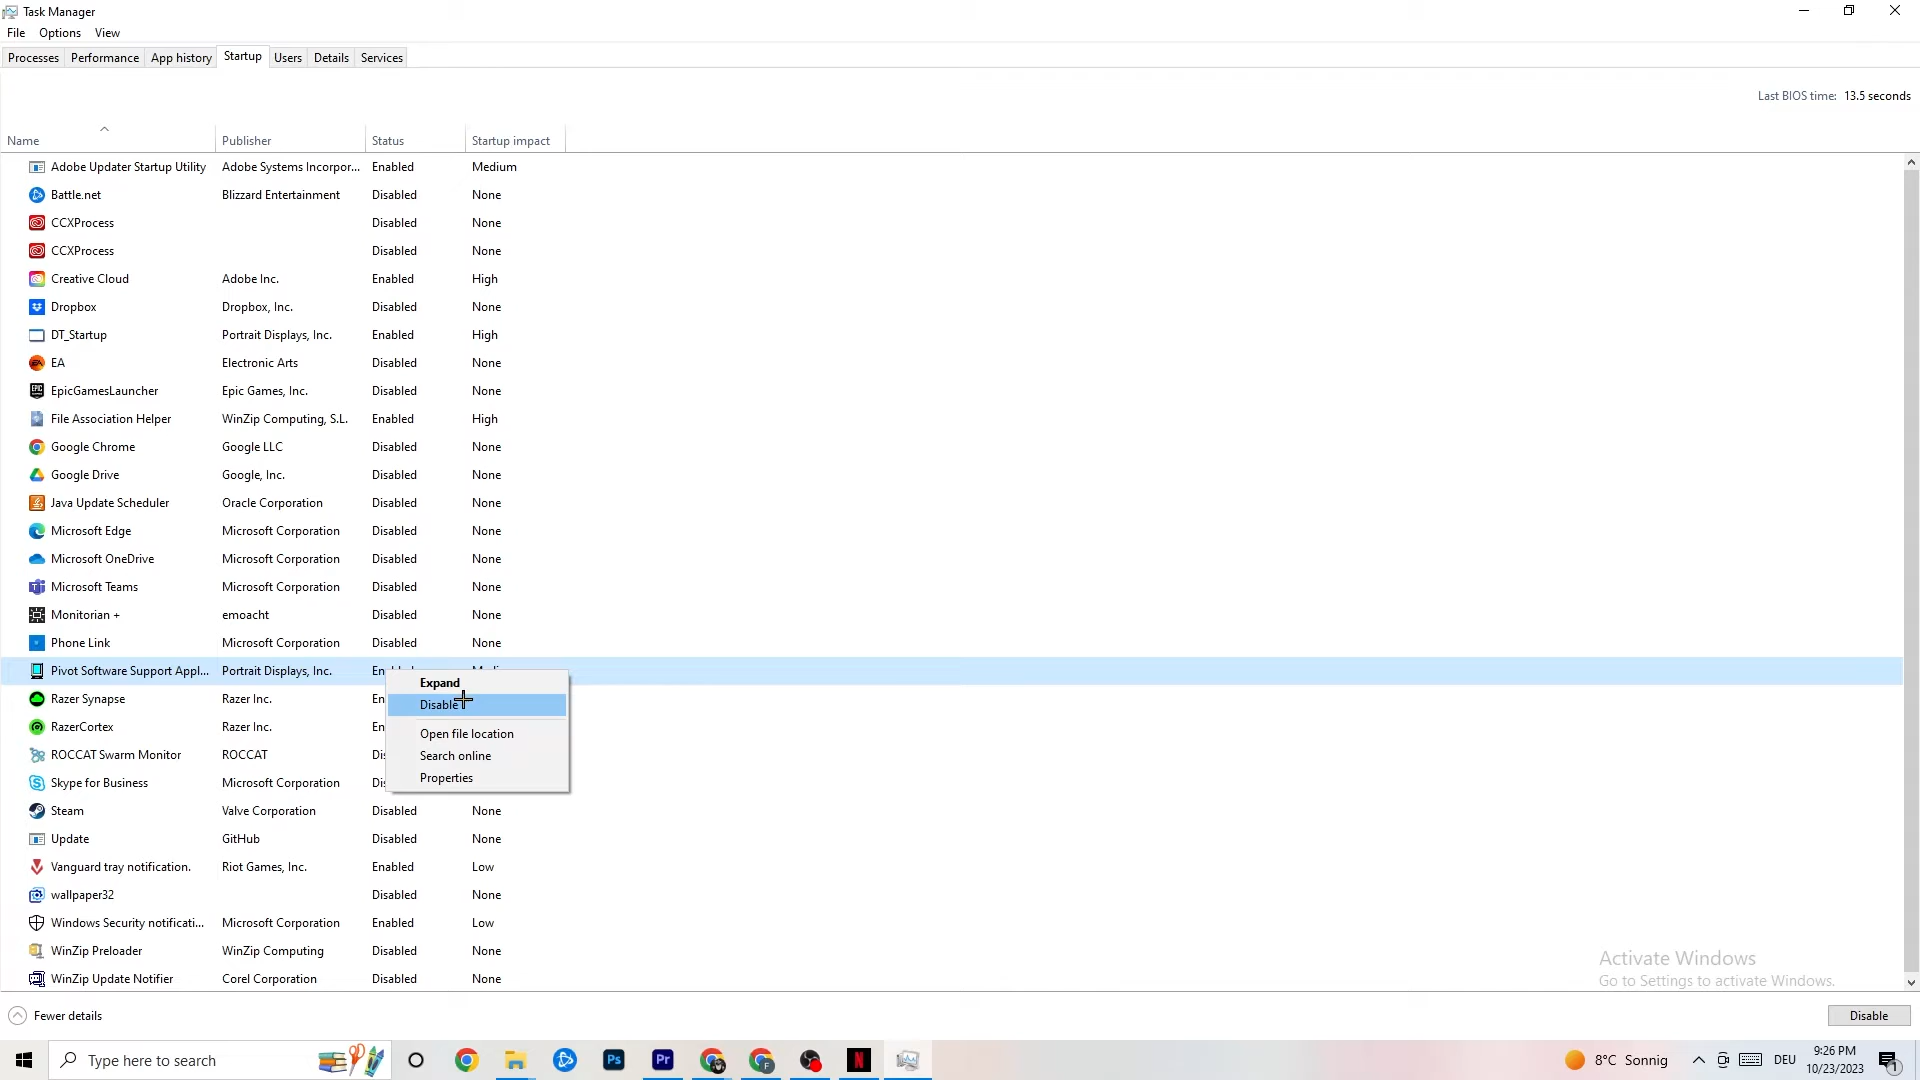 Task Manager
File Options View
Processes Performance App history Startup Users Details Services
Last BIOS time: 13.5 seconds
Name Publisher Status Startup impact
Adobe Updater Startup Utility Adobe Systems Incorpor... Enabled Medium
Battle.net Blizzard Entertainment Disabled None
CCXProcess Disabled None
CCXProcess Disabled None
Creative Cloud Adobe Inc. Enabled High
Dropbox Dropbox, Inc. Disabled None
DT_Startup Portrait Displays, Inc. Enabled High
EA Electronic Arts Disabled None
EpicGamesLauncher Epic Games, Inc. Disabled None
File Association Helper WinZip Computing, S.L. Enabled High
Google Chrome Google LLC Disabled None
Google Drive Google, Inc. Disabled None
Java Update Scheduler Oracle Corporation Disabled None
Microsoft Edge Microsoft Corporation Disabled None
Microsoft OneDrive Microsoft Corporation Disabled None
Microsoft Teams Microsoft Corporation Disabled None
Monitorian + emoacht Disabled None
Phone Link Microsoft Corporation Disabled None
Pivot Software Support Appl... Portrait Displays, Inc.
Expand
Razer Synapse Razer Inc. En
Disable
RazerCortex Razer Inc. En
Open file location
ROCCAT Swarm Monitor ROCCAT Di
Search online
Skype for Business Microsoft Corporation Di
Properties
Steam Valve Corporation Disabled None
Update GitHub Disabled None
Vanguard tray notification. Riot Games, Inc. Enabled Low
wallpaper32 Disabled None
Windows Security notificati... Microsoft Corporation Enabled Low
WinZip Preloader WinZip Computing Disabled None
WinZip Update Notifier Corel Corporation Disabled None
Activate Windows
Go to Settings to activate Windows.
Fewer details Disable
Type here to search Ps Pr F N 8°C Sonnig DEU 9:26 PM
10/23/2023 1